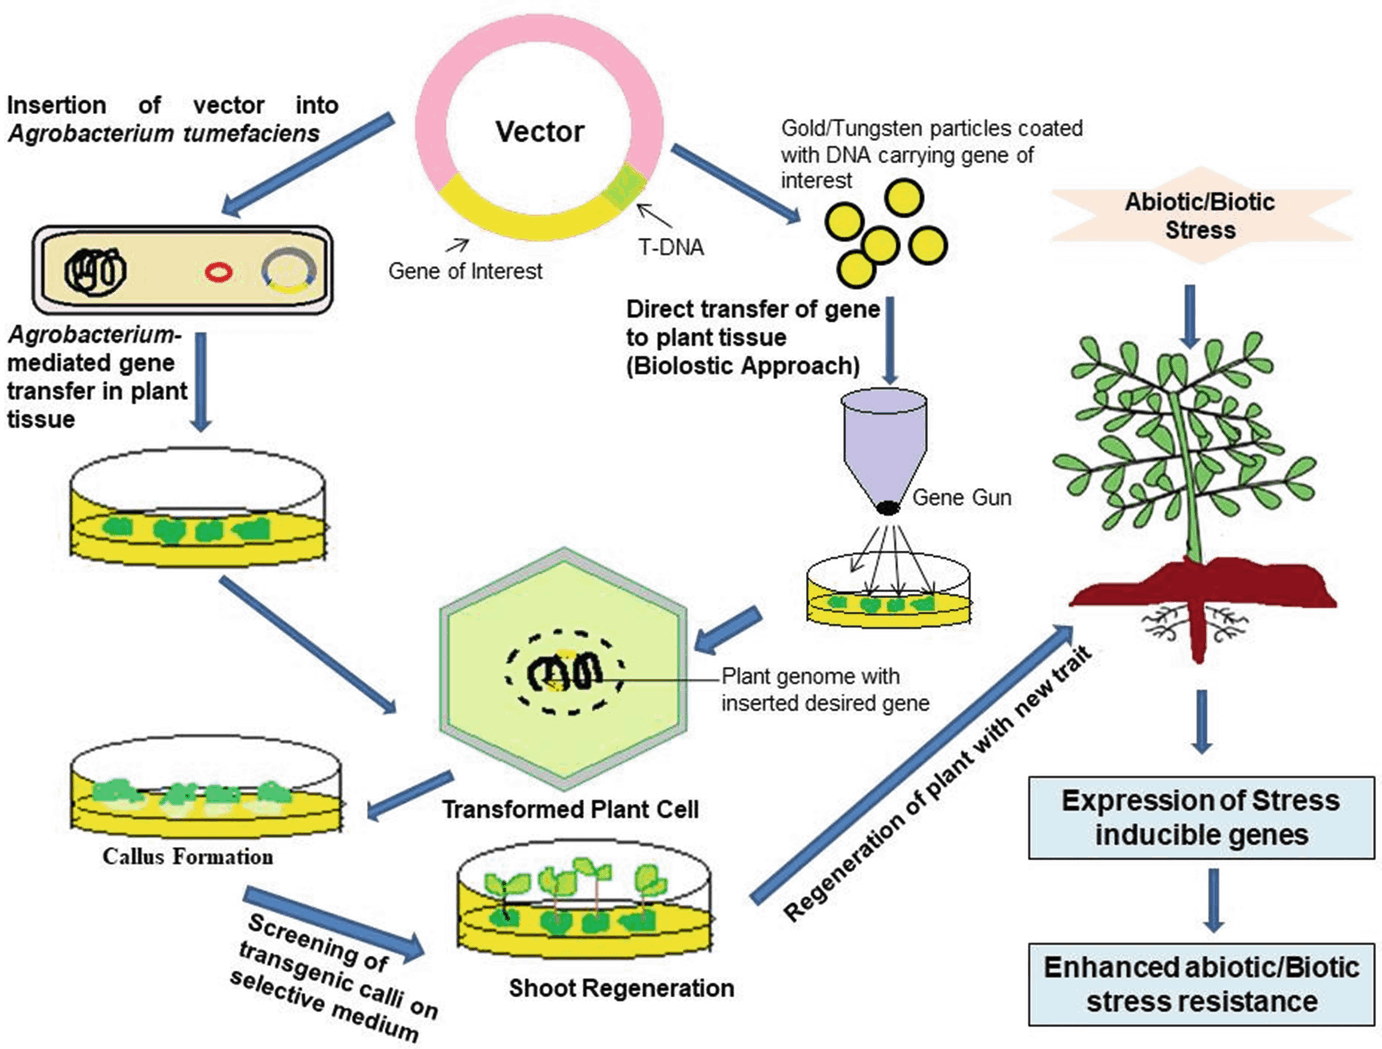 Insertion of vector into
Agrobacterium tumefaciens
Vector
Gene of Interest
T-DNA
Gold/Tungsten particles coated
with DNA carrying gene of
interest
Abiotic/Biotic
Stress
Agrobacterium-
mediated gene
transfer in plant
tissue
Direct transfer of gene
to plant tissue
(Biolostic Approach)
Gene Gun
Plant genome with
inserted desired gene
Transformed Plant Cell
Callus Formation
Screening of
transgenic calli on
selective medium
Shoot Regeneration
Regeneration of plant with new trait
Expression of Stress
inducible genes
Enhanced abiotic/Biotic
stress resistance